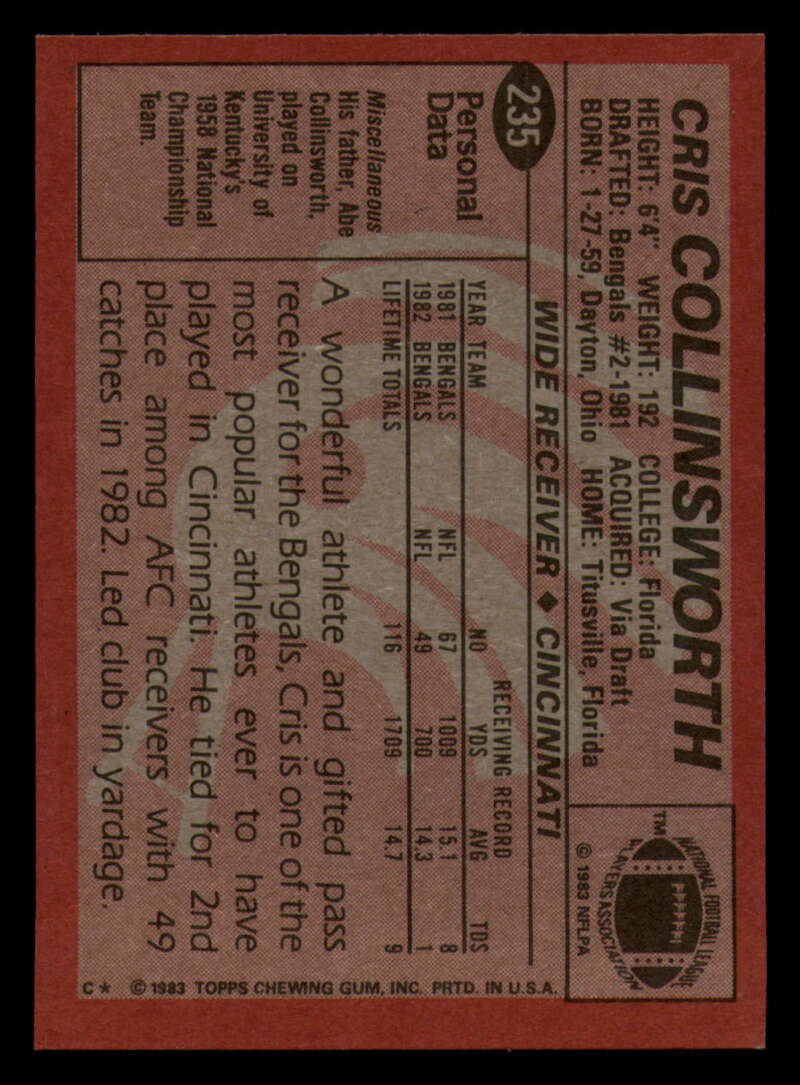 CRIS COLLINSWORTH
HEIGHT: 6'4" WEIGHT: 192 COLLEGE: Florida
DRAFTED: Bengals #2-1981 ACQUIRED: Via Draft
BORN: 1-27-59, Dayton, Ohio HOME: Titusville, Florida
NATIONAL FOOTBALL LEAGUE
PLAYERS ASSOCIATION
TM
© 1983 NFLPA
235
WIDE RECEIVER ♦ CINCINNATI
Personal
Data
Miscellaneous
His father, Abe
Collinsworth,
played on
University of
Kentucky's
1958 National
Championship
Team.
RECEIVING RECORD
YEAR TEAM NO YDS AVG TDS
1981 BENGALS NFL 67 1009 15.1 8
1982 BENGALS NFL 49 700 14.3 1
LIFETIME TOTALS 116 1709 14.7 9
A wonderful athlete and gifted pass
receiver for the Bengals, Cris is one of the
most popular athletes ever to have
played in Cincinnati. He tied for 2nd
place among AFC receivers with 49
catches in 1982. Led club in yardage.
C* © 1983 TOPPS CHEWING GUM, INC. PRTD. IN U.S.A.